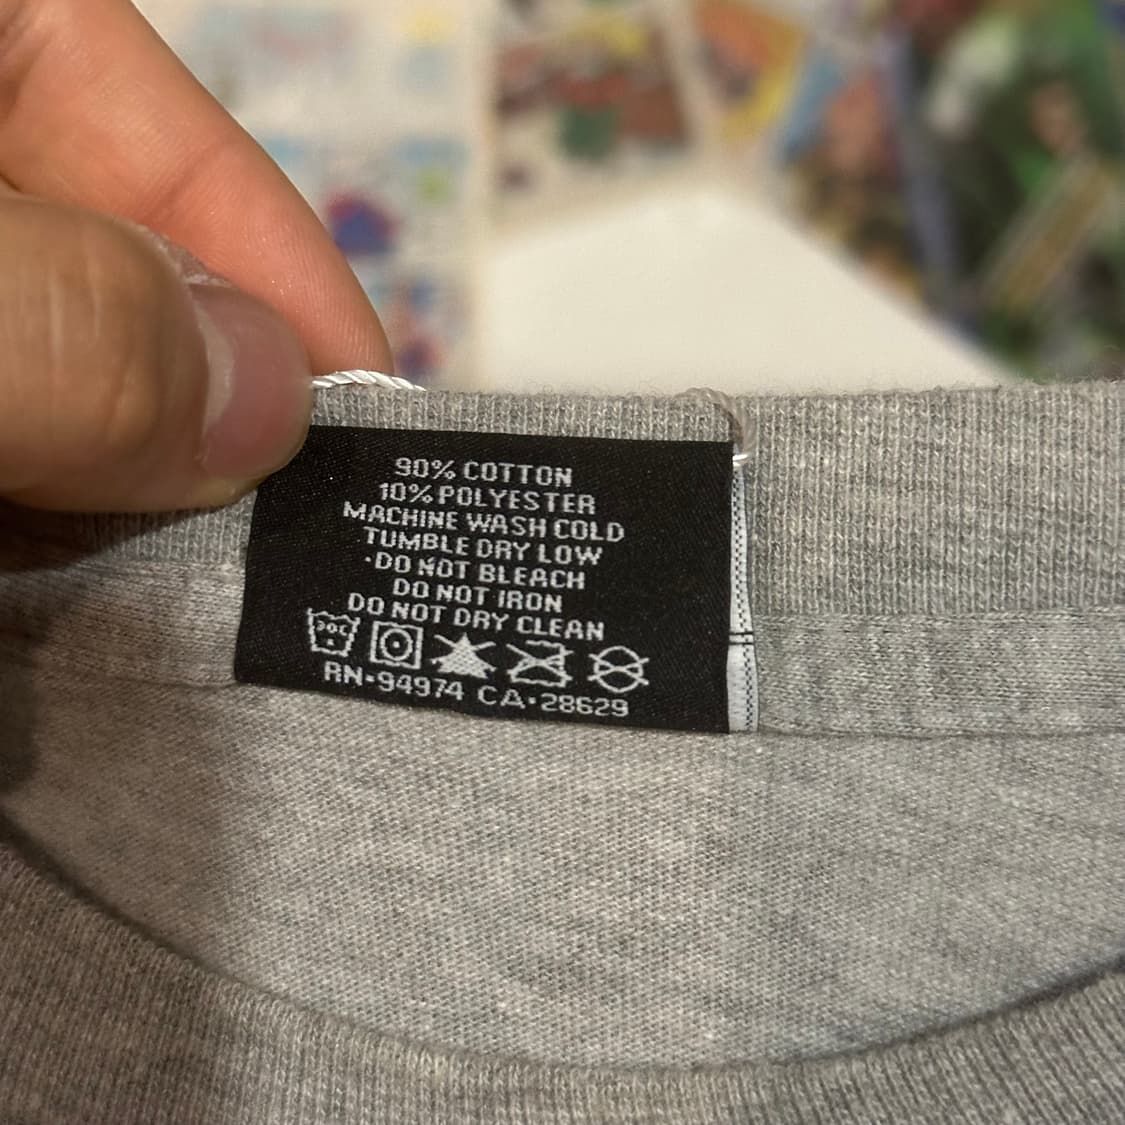 90% COTTON
10% POLYESTER
MACHINE WASH COLD
TUMBLE DRY LOW
·DO NOT BLEACH
DO NOT IRON
DO NOT DRY CLEAN
30C
RN·94974 CA·28629